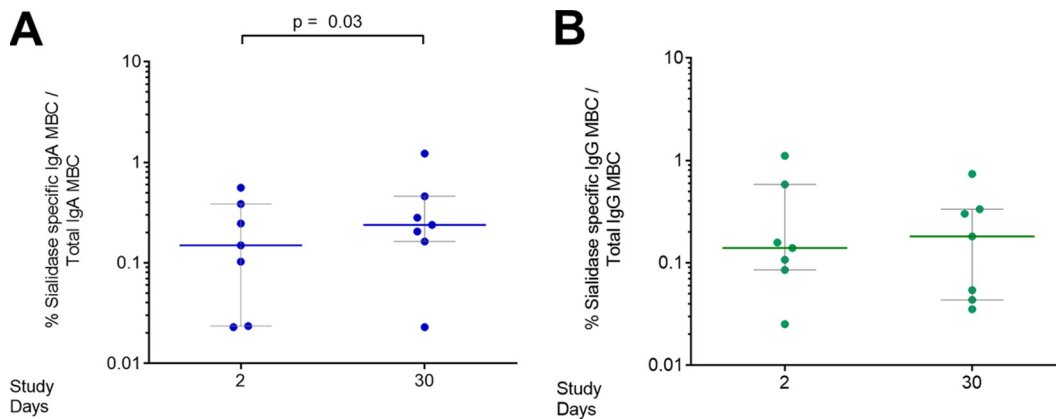 A
p = 0.03
% Sialidase specific IgA MBC /
Total IgA MBC
10
1
0.1
0.01
2
30
Study
Days
B
% Sialidase specific IgG MBC /
Total IgG MBC
10
1
0.1
0.01
2
30
Study
Days